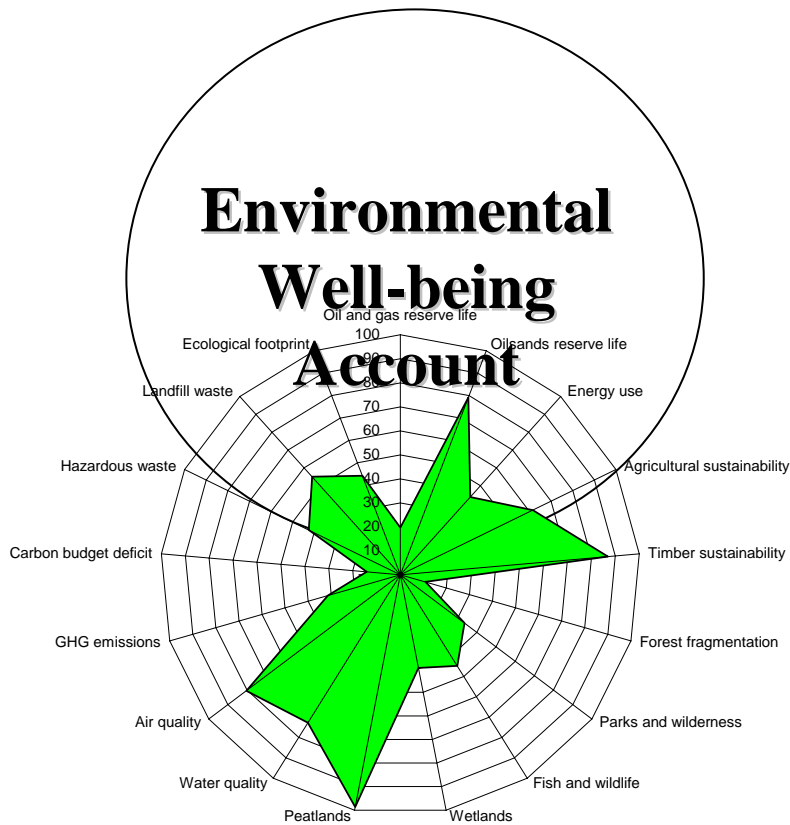 Environmental
Well-being
Account
Oil and gas reserve life
Oilsands reserve life
Energy use
Agricultural sustainability
Timber sustainability
Forest fragmentation
Parks and wilderness
Fish and wildlife
Wetlands
Peatlands
Water quality
Air quality
GHG emissions
Carbon budget deficit
Hazardous waste
Landfill waste
Ecological footprint
100
90
80
70
60
50
40
30
20
10